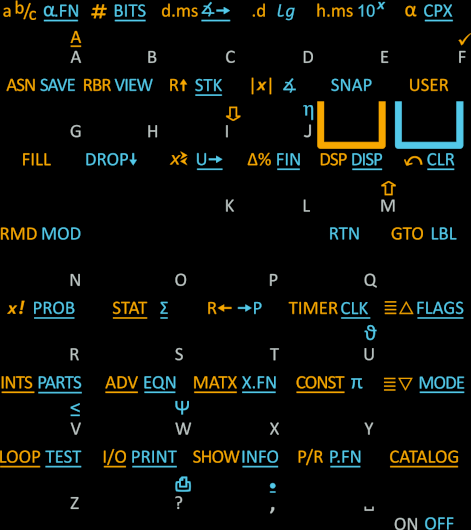 a b/c α.FN # BITS d.ms ∡→ .d lg h.ms 10ˣ α CPX
A ✓
A B C D E F
ASN SAVE RBR VIEW R↑ STK |x| ∡ SNAP USER
⇩ η
G H I J
FILL DROP↓ x⇄ U→ Δ% FIN DSP DISP ↶ CLR
⇧
K L M
RMD MOD RTN GTO LBL
N O P Q
x! PROB STAT Σ R← →P TIMER CLK ≣△ FLAGS
ϑ
R S T U
INTS PARTS ADV EQN MATX X.FN CONST π ≣▽ MODE
≤ Ψ
V W X Y
LOOP TEST I/O PRINT SHOW INFO P/R P.FN CATALOG
⎙ •
Z ? , ␣
ON OFF